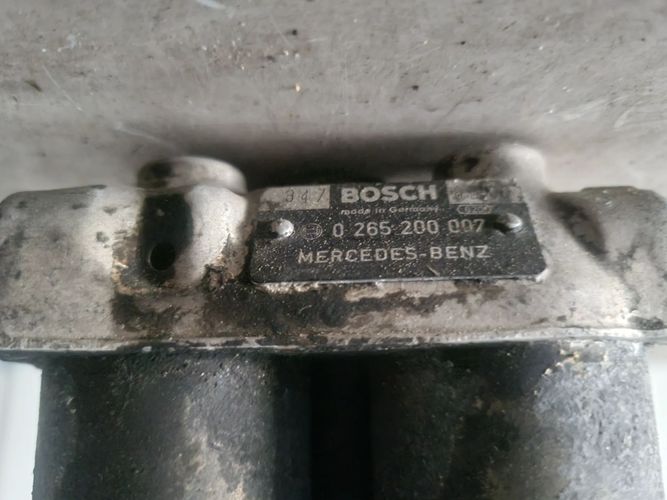 347 BOSCH
made in Germany
0 265 200 007
MERCEDES-BENZ